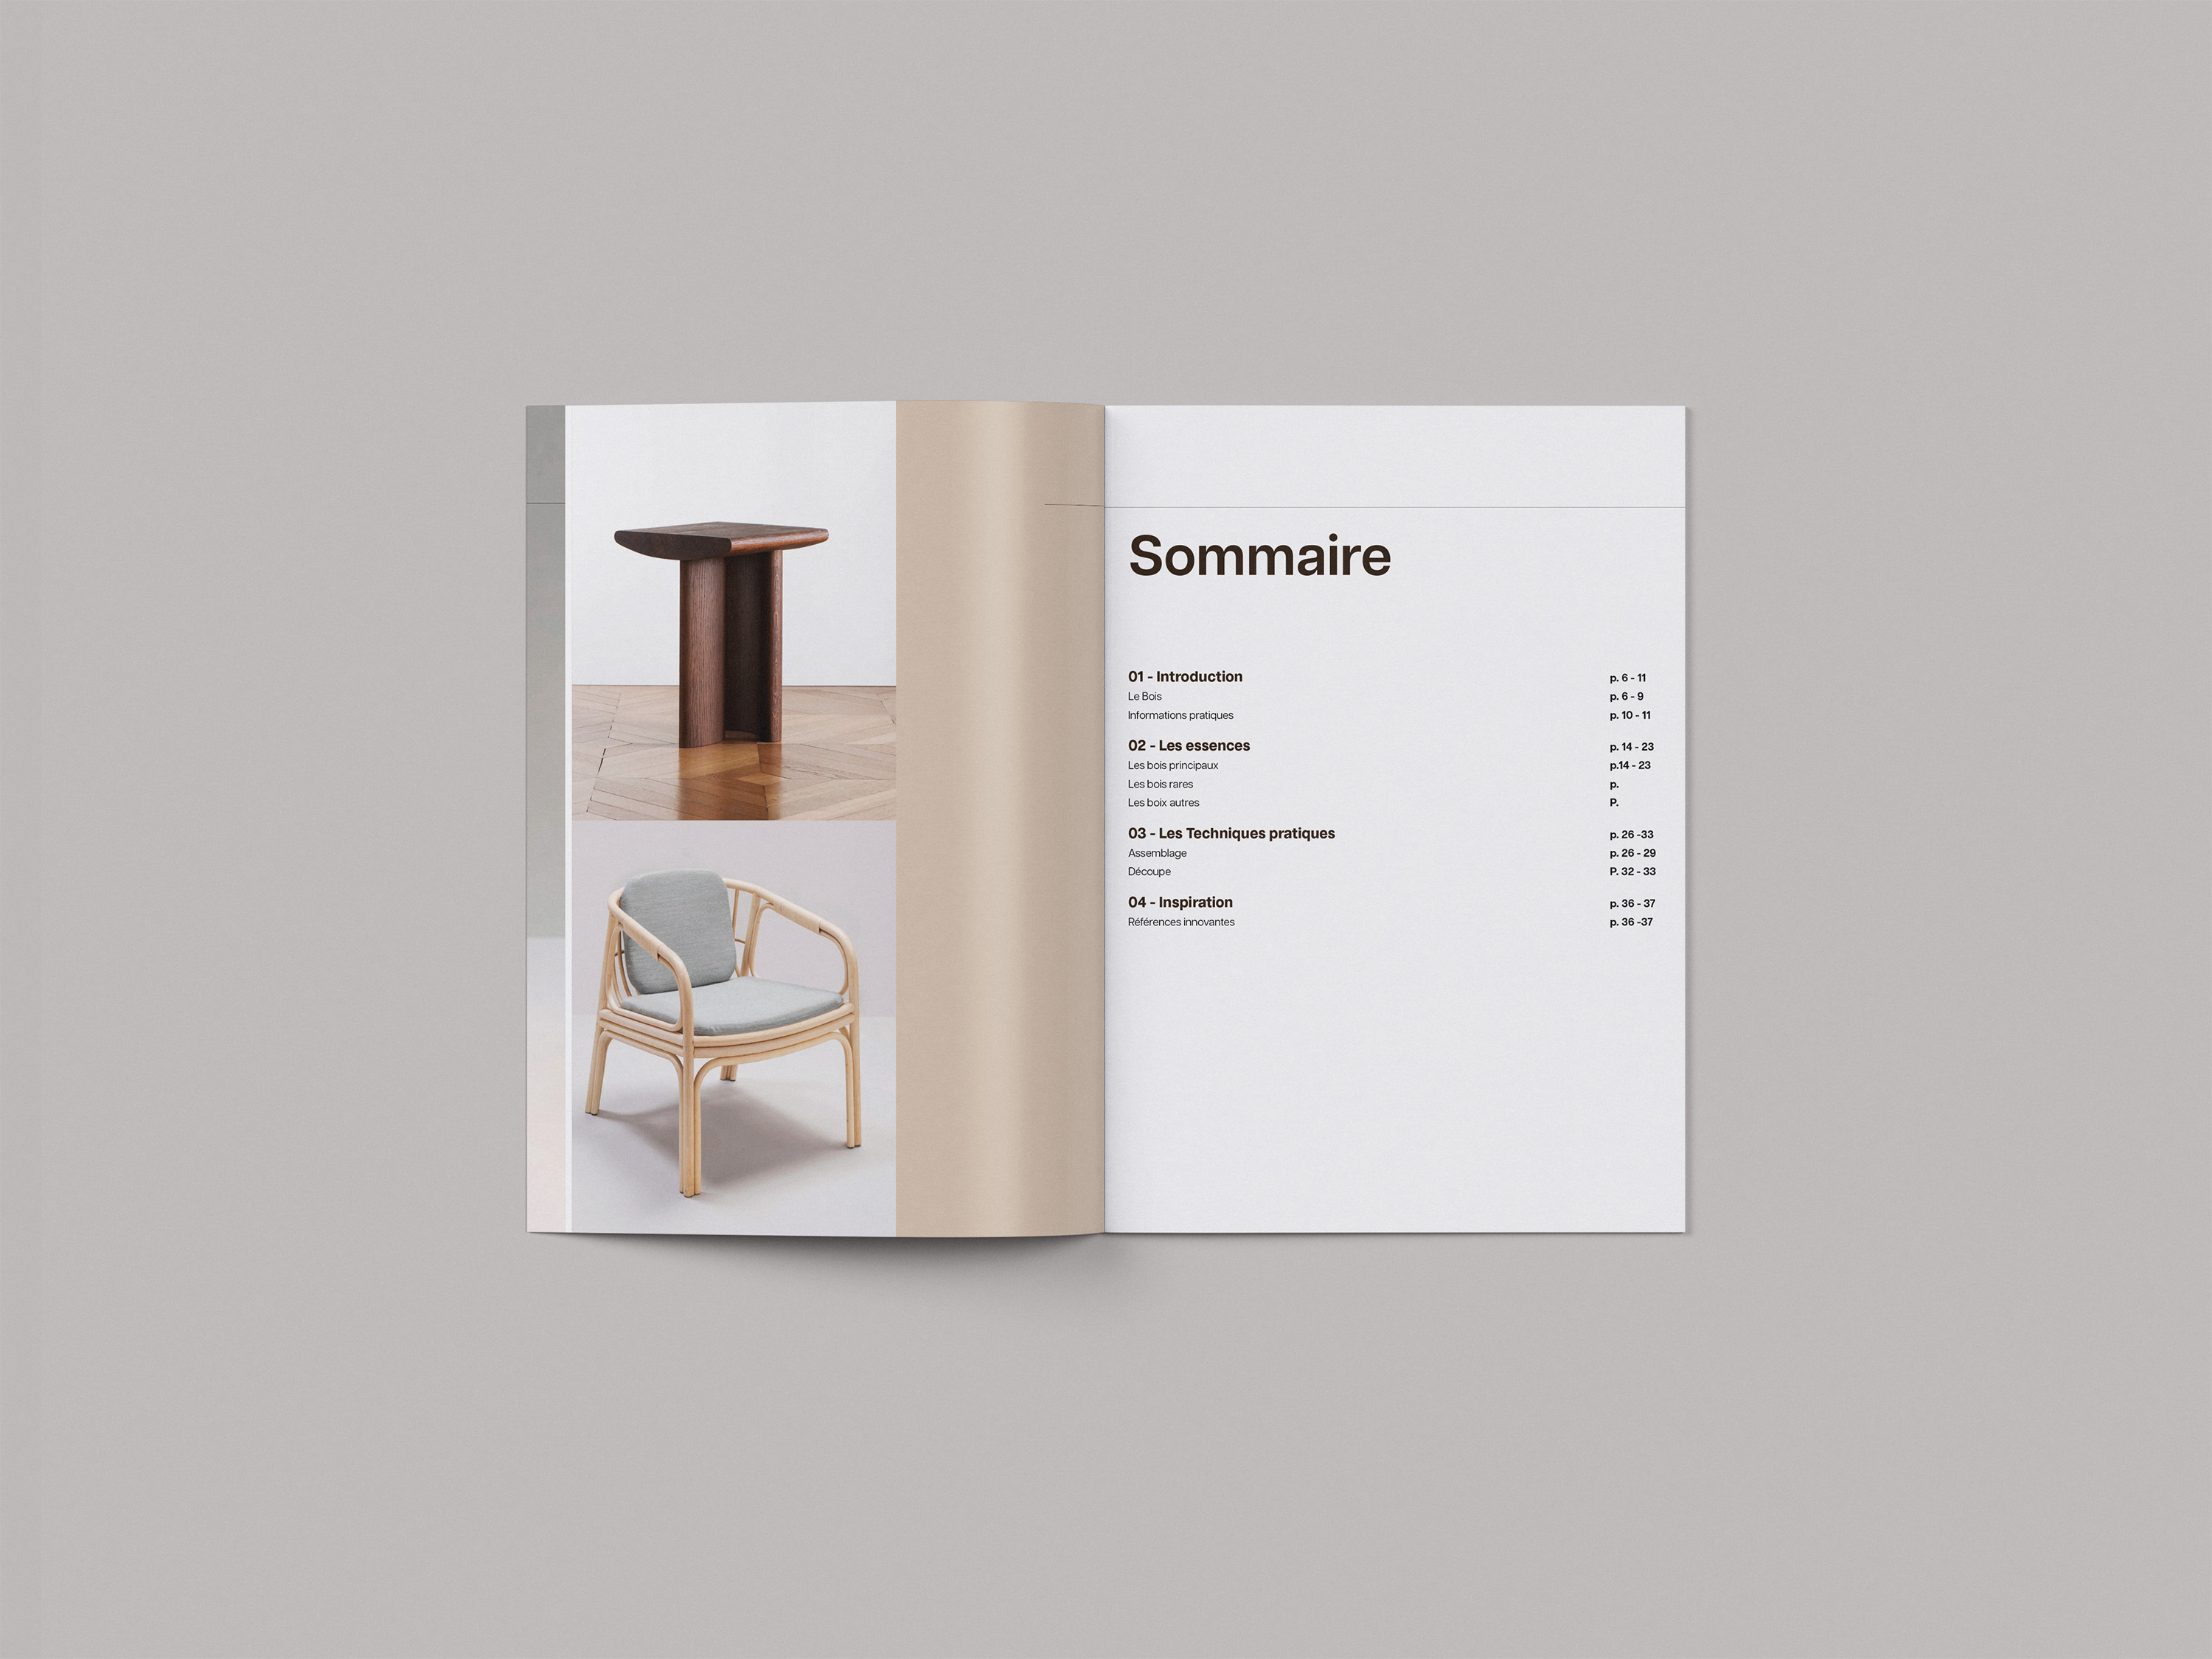 Sommaire
01 - Introduction p. 6 - 11
Le Bois p. 6 - 9
Informations pratiques p. 10 - 11
02 - Les essences p. 14 - 23
Les bois principaux p.14 - 23
Les bois rares p.
Les boix autres P.
03 - Les Techniques pratiques p. 26 -33
Assemblage p. 26 - 29
Découpe P. 32 - 33
04 - Inspiration p. 36 - 37
Références innovantes p. 36 -37